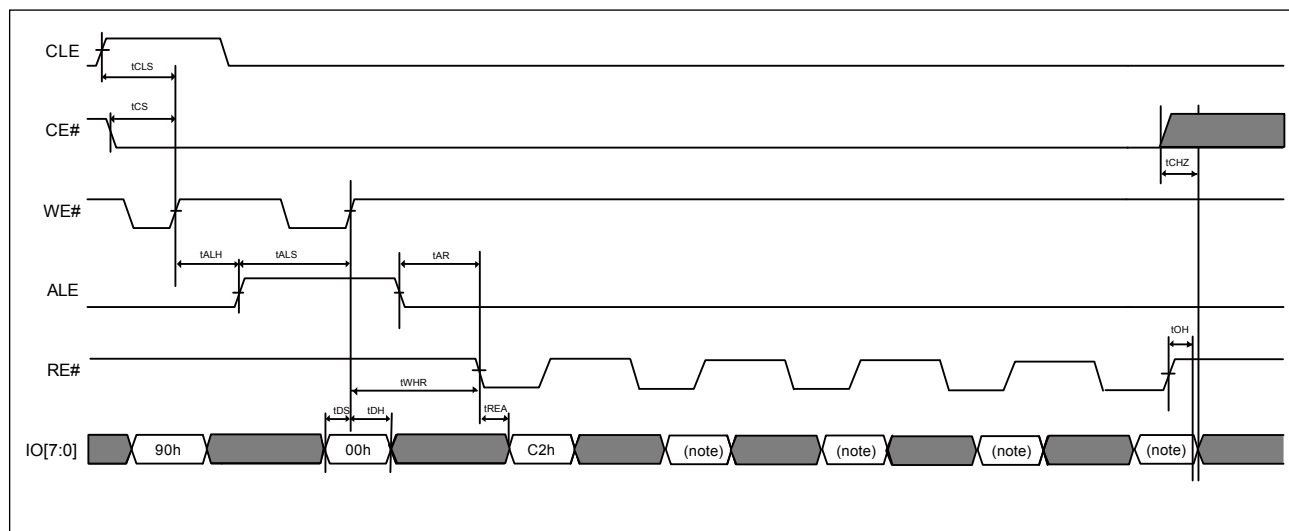 CLE
tCLS
tCS
CE#
tCHZ
WE#
tALH
tALS
tAR
ALE
tOH
RE#
tWHR
tDS
tDH
tREA
IO[7:0]
90h
00h
C2h
(note)
(note)
(note)
(note)